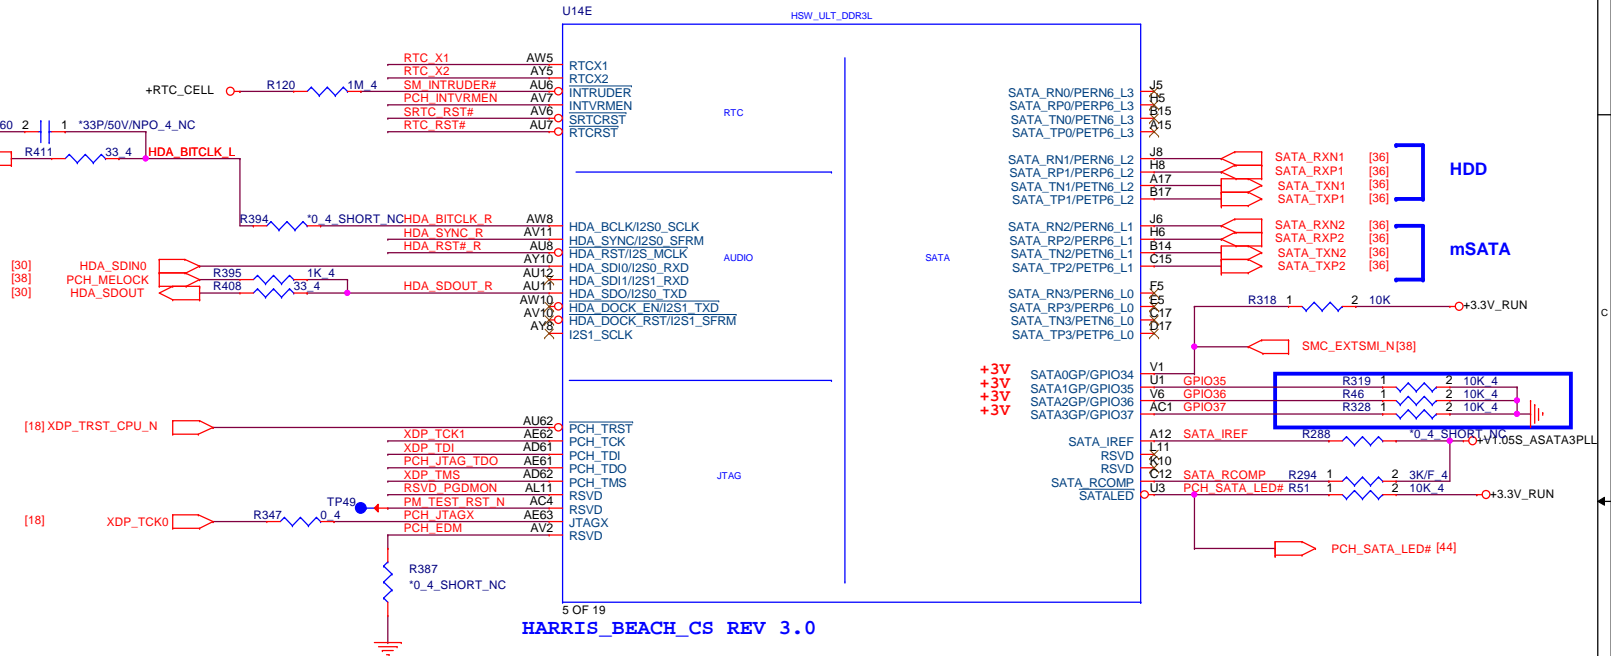 U14E
HSW_ULT_DDR3L
RTC_X1 AW5 RTCX1
RTC_X2 AY5 RTCX2
+RTC_CELL R120 1M_4 SM_INTRUDER# AU6 INTRUDER
PCH_INTVRMEN AV7 INTVRMEN
SRTC_RST# AV6 SRTCRST
RTC_RST# AU7 RTCRST
RTC
60 2 1 *33P/50V/NPO_4_NC
R411 33_4 HDA_BITCLK_L
R394 *0_4_SHORT_NC HDA_BITCLK_R AW8 HDA_BCLK/I2S0_SCLK
HDA_SYNC_R AV11 HDA_SYNC/I2S0_SFRM
HDA_RST#_R AU8 HDA_RST/I2S_MCLK
[30] HDA_SDIN0 AY10 HDA_SDI0/I2S0_RXD
[38] PCH_MELOCK R395 1K_4 AU12 HDA_SDI1/I2S1_RXD
[30] HDA_SDOUT R408 33_4 HDA_SDOUT_R AU11 HDA_SDO/I2S0_TXD
AW10 HDA_DOCK_EN/I2S1_TXD
AV10 HDA_DOCK_RST/I2S1_SFRM
AY8 I2S1_SCLK
AUDIO
[18] XDP_TRST_CPU_N AU62 PCH_TRST
XDP_TCK1 AE62 PCH_TCK
XDP_TDI AD61 PCH_TDI
PCH_JTAG_TDO AE61 PCH_TDO
XDP_TMS AD62 PCH_TMS
RSVD_PGDMON AL11 RSVD
TP49 PM_TEST_RST_N AC4 RSVD
[18] XDP_TCK0 R347 0_4 PCH_JTAGX AE63 JTAGX
PCH_EDM AV2 RSVD
JTAG
R387
*0_4_SHORT_NC
SATA
SATA_RN0/PERN6_L3 J5
SATA_RP0/PERP6_L3 H5
SATA_TN0/PETN6_L3 B15
SATA_TP0/PETP6_L3 A15
SATA_RN1/PERN6_L2 J8 SATA_RXN1 [36]
SATA_RP1/PERP6_L2 H8 SATA_RXP1 [36]
SATA_TN1/PETN6_L2 A17 SATA_TXN1 [36]
SATA_TP1/PETP6_L2 B17 SATA_TXP1 [36]
HDD
SATA_RN2/PERN6_L1 J6 SATA_RXN2 [36]
SATA_RP2/PERP6_L1 H6 SATA_RXP2 [36]
SATA_TN2/PETN6_L1 B14 SATA_TXN2 [36]
SATA_TP2/PETP6_L1 C15 SATA_TXP2 [36]
mSATA
SATA_RN3/PERN6_L0 F5
SATA_RP3/PERP6_L0 E5
SATA_TN3/PETN6_L0 C17
SATA_TP3/PETP6_L0 D17
R318 1 2 10K +3.3V_RUN
SMC_EXTSMI_N[38]
+3V SATA0GP/GPIO34 V1
+3V SATA1GP/GPIO35 U1 GPIO35 R319 1 2 10K_4
+3V SATA2GP/GPIO36 V6 GPIO36 R46 1 2 10K_4
+3V SATA3GP/GPIO37 AC1 GPIO37 R328 1 2 10K_4
SATA_IREF A12 SATA_IREF R288 *0_4_SHORT_NC +V1.05S_ASATA3PLL
RSVD L11
RSVD K10
SATA_RCOMP C12 SATA_RCOMP R294 1 2 3K/F_4
SATALED U3 PCH_SATA_LED# R51 1 2 10K_4 +3.3V_RUN
PCH_SATA_LED# [44]
C
5 OF 19
HARRIS_BEACH_CS REV 3.0